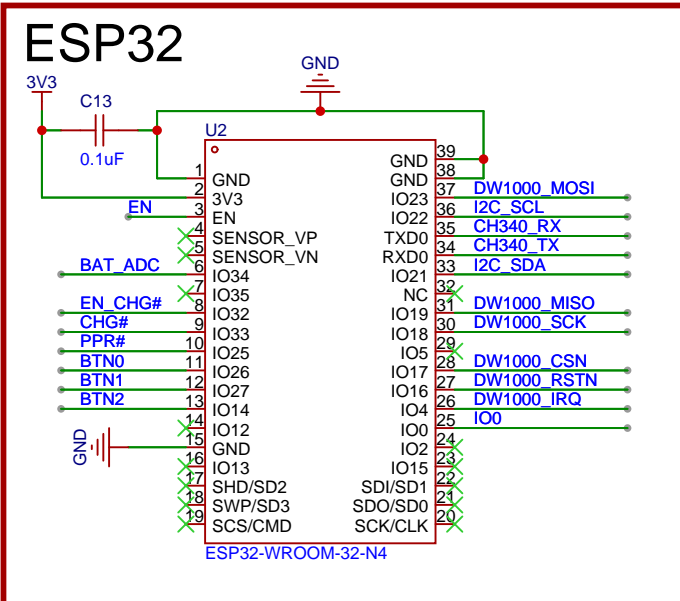 ESP32
GND
3V3
C13
0.1uF
U2
1 GND
2 3V3
EN 3 EN
4 SENSOR_VP
5 SENSOR_VN
BAT_ADC 6 IO34
7 IO35
EN_CHG# 8 IO32
CHG# 9 IO33
PPR# 10 IO25
BTN0 11 IO26
BTN1 12 IO27
BTN2 13 IO14
14 IO12
GND 15 GND
16 IO13
17 SHD/SD2
18 SWP/SD3
19 SCS/CMD
GND 39
GND 38
IO23 37 DW1000_MOSI
IO22 36 I2C_SCL
TXD0 35 CH340_RX
RXD0 34 CH340_TX
IO21 33 I2C_SDA
NC 32
IO19 31 DW1000_MISO
IO18 30 DW1000_SCK
IO5 29
IO17 28 DW1000_CSN
IO16 27 DW1000_RSTN
IO4 26 DW1000_IRQ
IO0 25 IO0
IO2 24
IO15 23
SDI/SD1 22
SDO/SD0 21
SCK/CLK 20
ESP32-WROOM-32-N4